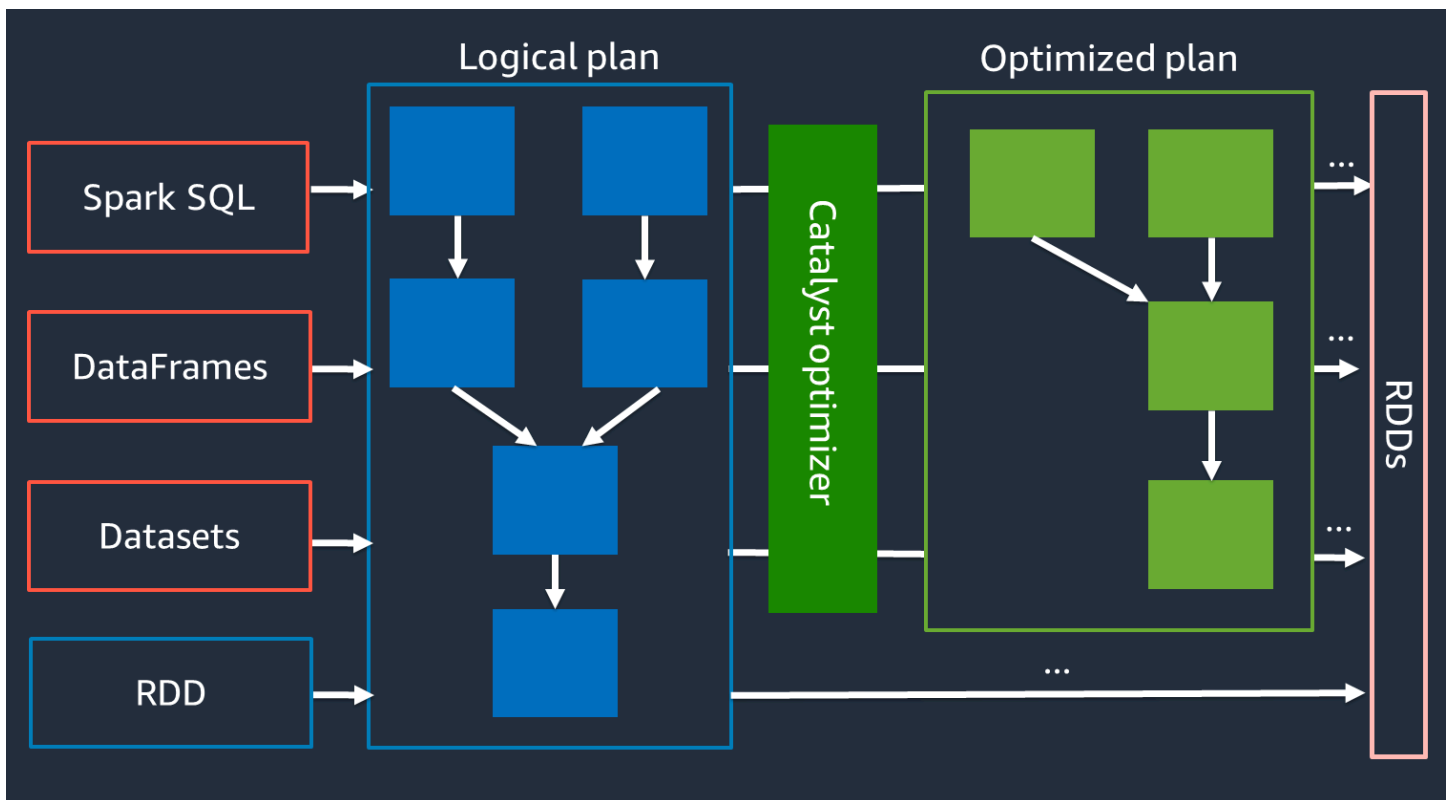 Logical plan
Optimized plan
Spark SQL
DataFrames
Datasets
RDD
Catalyst optimizer
...
...
...
...
RDDs